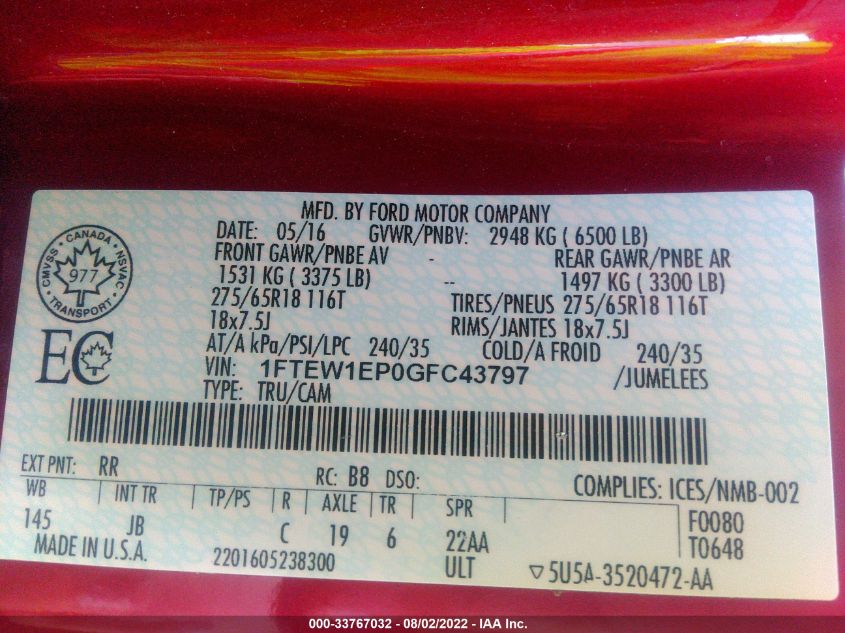 MFD. BY FORD MOTOR COMPANY
DATE: 05/16 GVWR/PNBV: 2948 KG ( 6500 LB)
FRONT GAWR/PNBE AV - REAR GAWR/PNBE AR
1531 KG ( 3375 LB) -- 1497 KG ( 3300 LB)
275/65R18 116T TIRES/PNEUS 275/65R18 116T
18x7.5J RIMS/JANTES 18x7.5J
AT/A kPa/PSI/LPC 240/35 COLD/A FROID 240/35
VIN: 1FTEW1EP0GFC43797 /JUMELEES
TYPE: TRU/CAM
CMVSS • CANADA • NSVAC • TRANSPORT •
977
EC
EXT PNT: RR RC: B8 DSO: COMPLIES: ICES/NMB-002
WB INT TR TP/PS R AXLE TR SPR F0080
145 JB C 19 6 22AA T0648
MADE IN U.S.A. 2201605238300 ULT ▽5U5A-3520472-AA
000-33767032 - 08/02/2022 - IAA Inc.